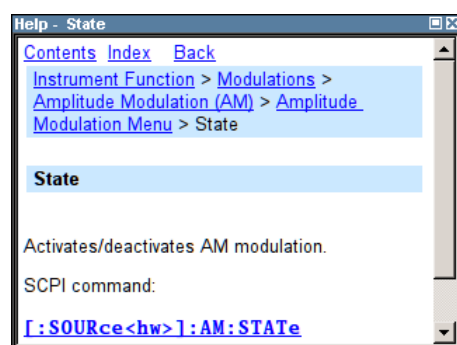 Help - State
Contents Index Back
Instrument Function > Modulations >
Amplitude Modulation (AM) > Amplitude
Modulation Menu > State
State
Activates/deactivates AM modulation.
SCPI command:
[:SOURce<hw>]:AM:STATe